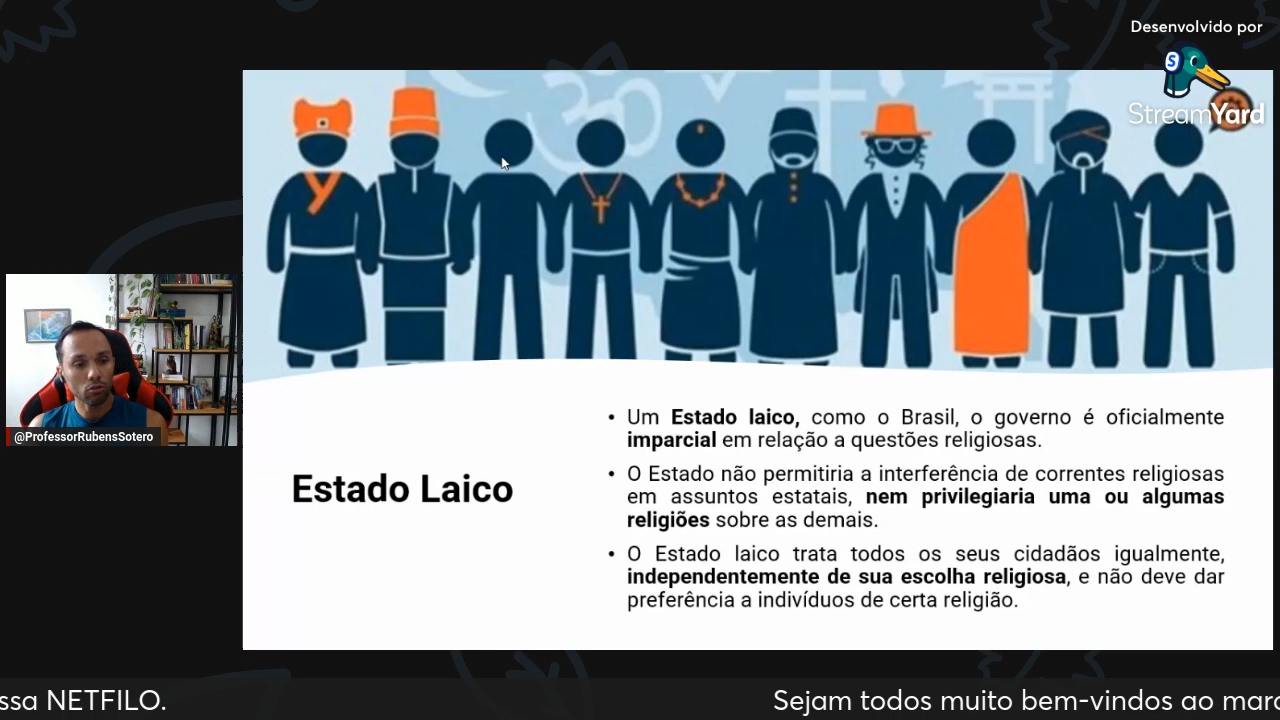 Desenvolvido por
StreamYard
Um Estado laico, como o Brasil, o governo é oficialmente
imparcial em relação a questões religiosas.
O Estado não permitiria a interferência de correntes religiosas
em assuntos estatais, nem privilegiaria uma ou algumas
religiões sobre as demais.
O Estado laico trata todos os seus cidadãos igualmente,
independentemente de sua escolha religiosa, e não deve dar
preferência a indivíduos de certa religião.
Estado Laico
@ProfessorRubensSotero
ssa NETFILO.
Sejam todos muito bem-vindos ao mara